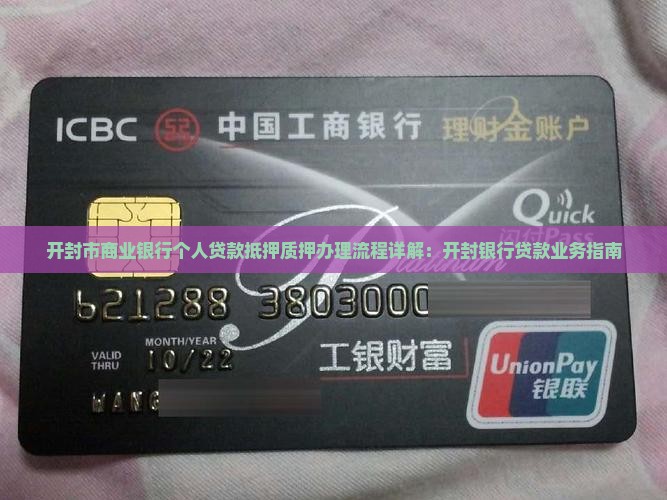 ICBC 中国工商银行 理财金账户
Quick
闪付Pass
开封市商业银行个人贷款抵押质押办理流程详解：开封银行贷款业务指南
Platinum
621288 3803000
MONTH/YEAR
VALID
THRU
10/22
工银财富
UnionPay
银联
WANG